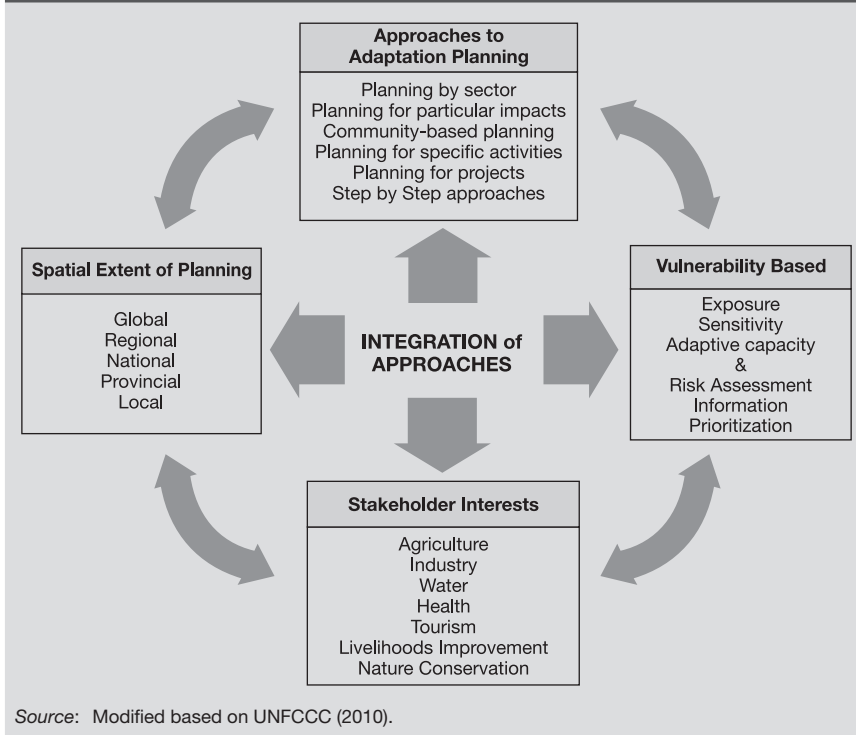 Approaches to
Adaptation Planning
Planning by sector
Planning for particular impacts
Community-based planning
Planning for specific activities
Planning for projects
Step by Step approaches
Spatial Extent of Planning
Global
Regional
National
Provincial
Local
INTEGRATION of
APPROACHES
Vulnerability Based
Exposure
Sensitivity
Adaptive capacity
&
Risk Assessment
Information
Prioritization
Stakeholder Interests
Agriculture
Industry
Water
Health
Tourism
Livelihoods Improvement
Nature Conservation
Source: Modified based on UNFCCC (2010).